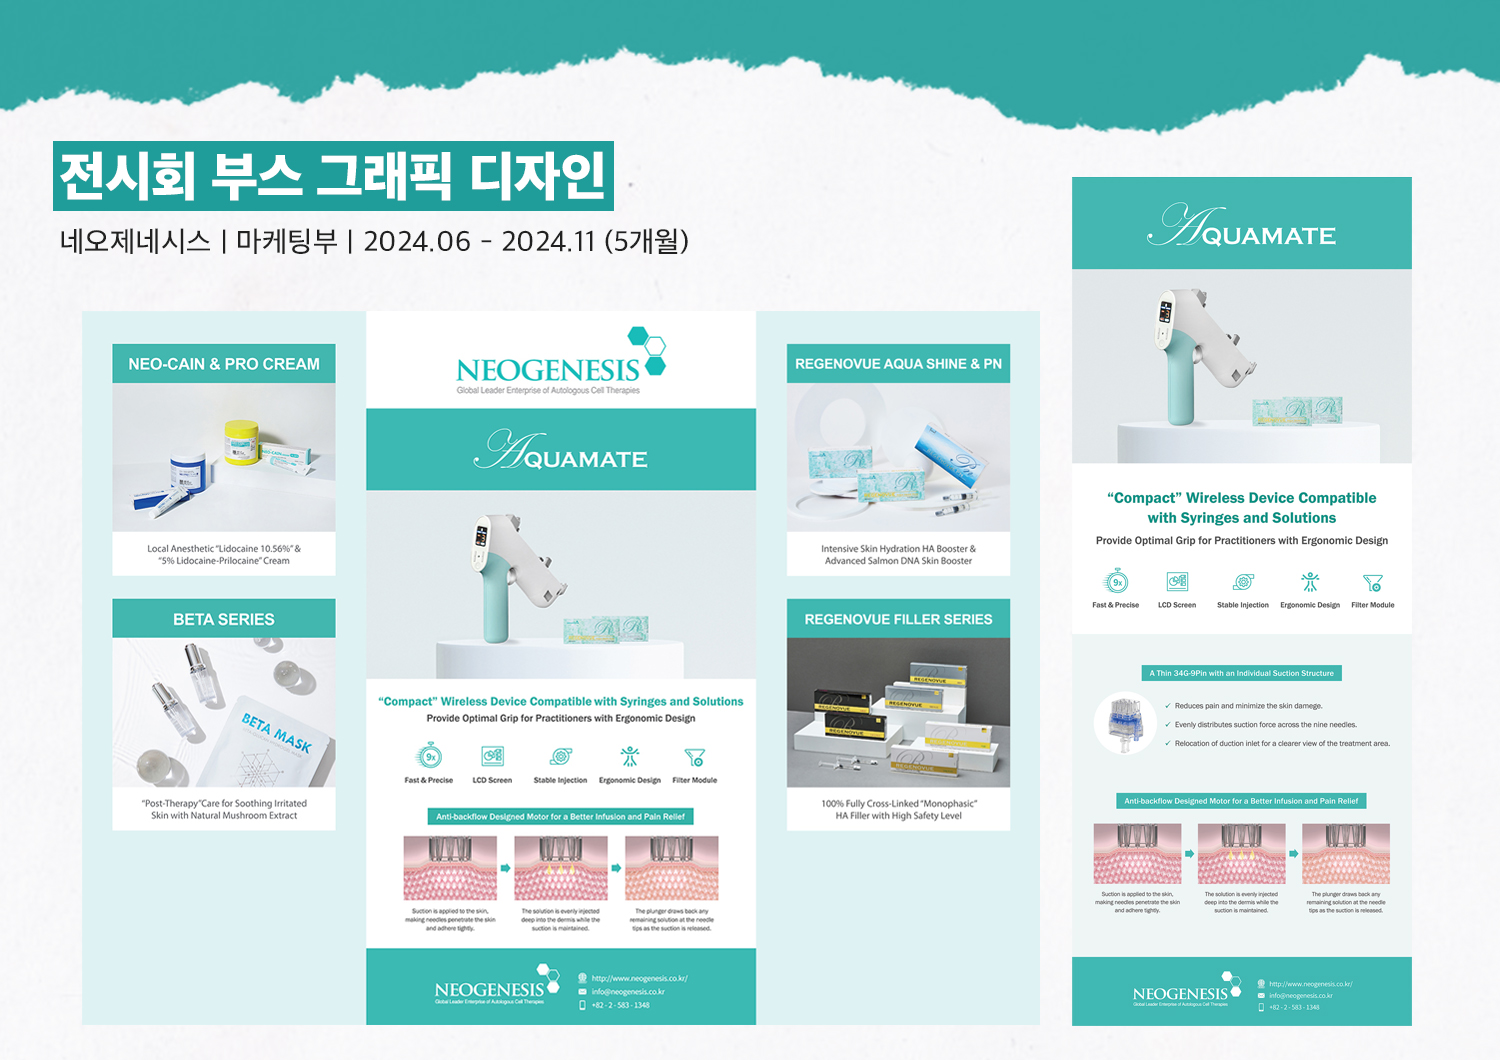 전시회 부스 그래픽 디자인
네오제네시스 | 마케팅부 | 2024.06 - 2024.11 (5개월)
NEO-CAIN & PRO CREAM
Local Anesthetic “Lidocaine 10.56%” &
“5% Lidocaine-Prilocaine” Cream
BETA SERIES
BETA MASK
“Post-Therapy” Care for Soothing Irritated
Skin with Natural Mushroom Extract
NEOGENESIS
Global Leader Enterprise of Autologous Cell Therapies
AQUAMATE
“Compact” Wireless Device Compatible with Syringes and Solutions
Provide Optimal Grip for Practitioners with Ergonomic Design
9x
Fast & Precise
LCD Screen
Stable Injection
Ergonomic Design
Filter Module
Anti-backflow Designed Motor for a Better Infusion and Pain Relief
Suction is applied to the skin,
making needles penetrate the skin
and adhere tightly.
The solution is evenly injected
deep into the dermis while the
suction is maintained.
The plunger draws back any
remaining solution at the needle
tips as the suction is released.
NEOGENESIS
Global Leader Enterprise of Autologous Cell Therapies
http://www.neogenesis.co.kr/
info@neogenesis.co.kr
+82 - 2 - 583 - 1348
REGENOVUE AQUA SHINE & PN
Intensive Skin Hydration HA Booster &
Advanced Salmon DNA Skin Booster
REGENOVUE FILLER SERIES
REGENOVUE
REGENOVUE
100% Fully Cross-Linked “Monophasic”
HA Filler with High Safety Level
AQUAMATE
“Compact” Wireless Device Compatible
with Syringes and Solutions
Provide Optimal Grip for Practitioners with Ergonomic Design
9x
Fast & Precise
LCD Screen
Stable Injection
Ergonomic Design
Filter Module
A Thin 34G-9Pin with an Individual Suction Structure
Reduces pain and minimize the skin damage.
Evenly distributes suction force across the nine needles.
Relocation of duction inlet for a clearer view of the treatment area.
Anti-backflow Designed Motor for a Better Infusion and Pain Relief
Suction is applied to the skin,
making needles penetrate the skin
and adhere tightly.
The solution is evenly injected
deep into the dermis while the
suction is maintained.
The plunger draws back any
remaining solution at the needle
tips as the suction is released.
NEOGENESIS
Global Leader Enterprise of Autologous Cell Therapies
http://www.neogenesis.co.kr/
info@neogenesis.co.kr
+82 - 2 - 583 - 1348